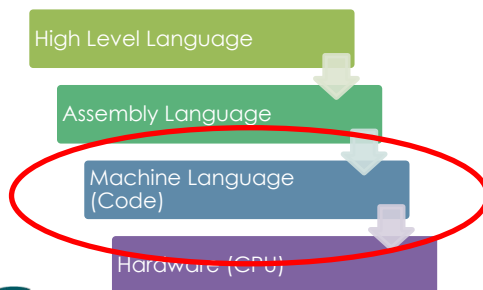 High Level Language
Assembly Language
Machine Language
(Code)
Hardware (CPU)